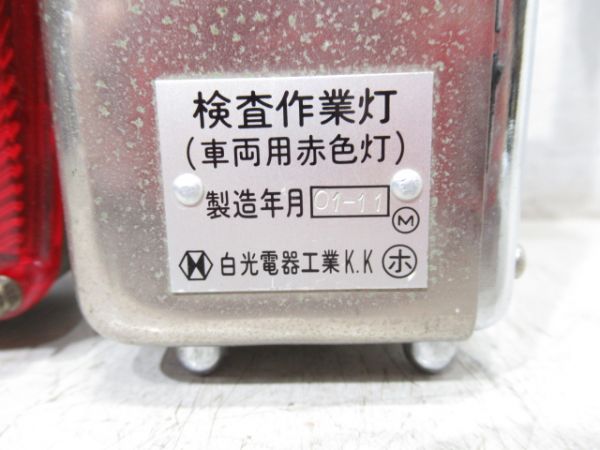 検査作業灯
(車両用赤色灯)
製造年月 01-11 Ⓜ
白光電器工業K.K ㋭